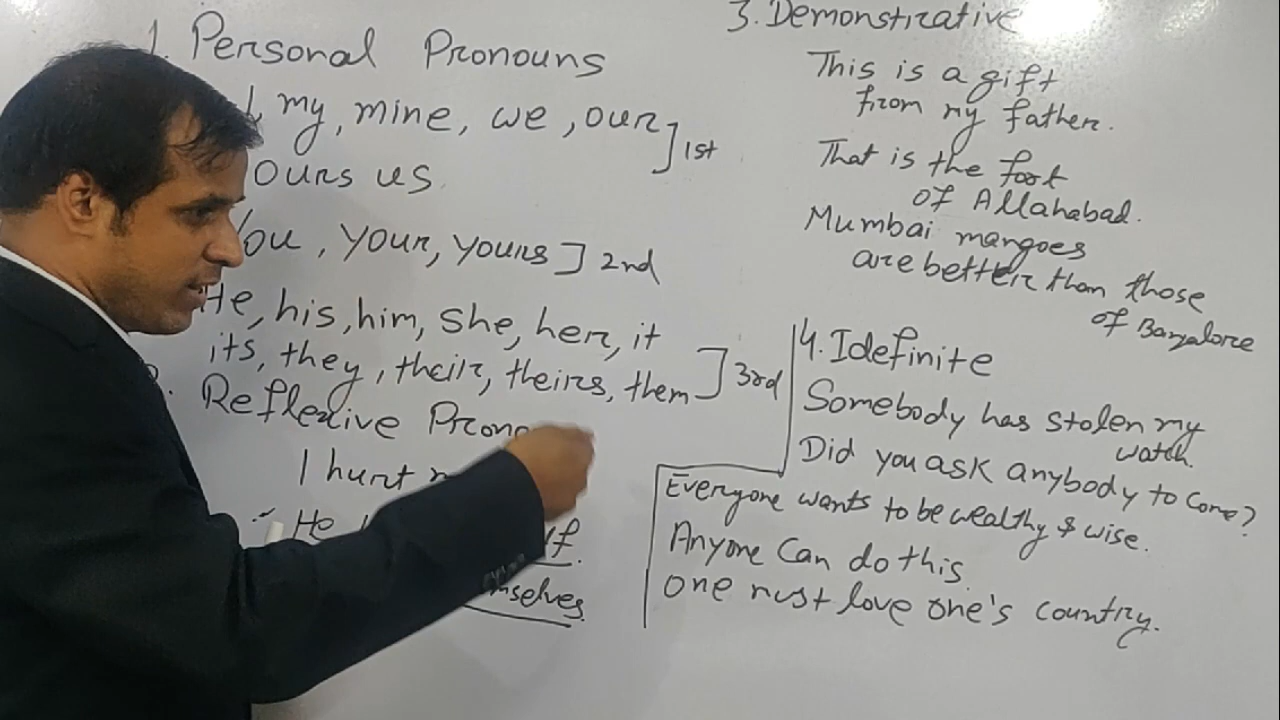 1. Personal Pronouns
my, mine, we, our ] 1st
ours us
You, your, yours ] 2nd
He, his, him, she, her, it
its, they, their, theirs, them ] 3rd
Reflexive Prono
I hurt
He
3. Demonstrative
This is a gift
from my father.
That is the fort
of Allahabad.
Mumbai mangoes
are better than those
of Bangalore
4. Idefinite
Somebody has stolen my
watch.
Did you ask anybody to come?
Everyone wants to be wealthy & wise.
Anyone can do this.
one must love one's country.